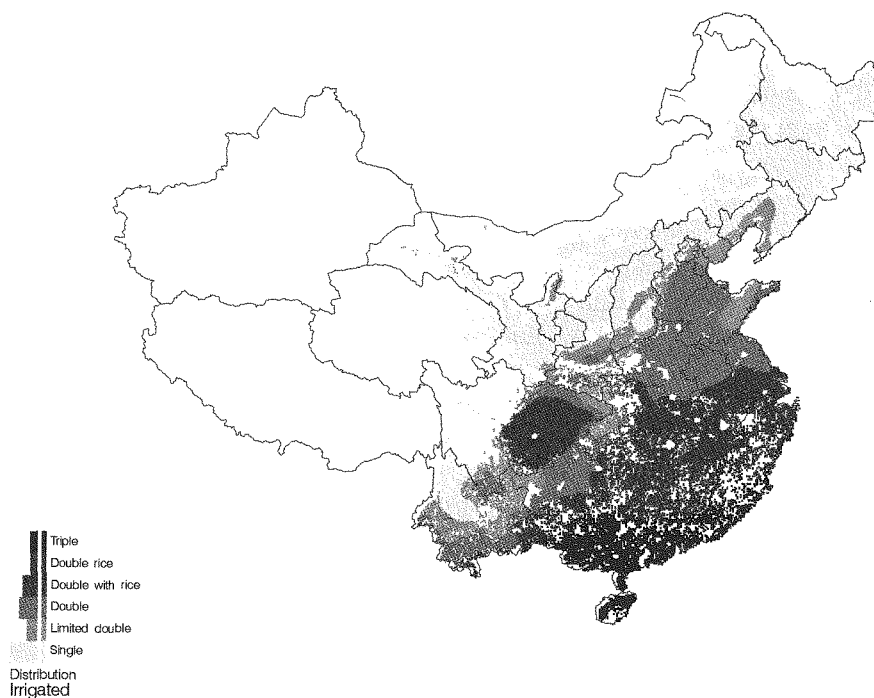 Triple
Double rice
Double with rice
Double
Limited double
Single
Distribution
Irrigated